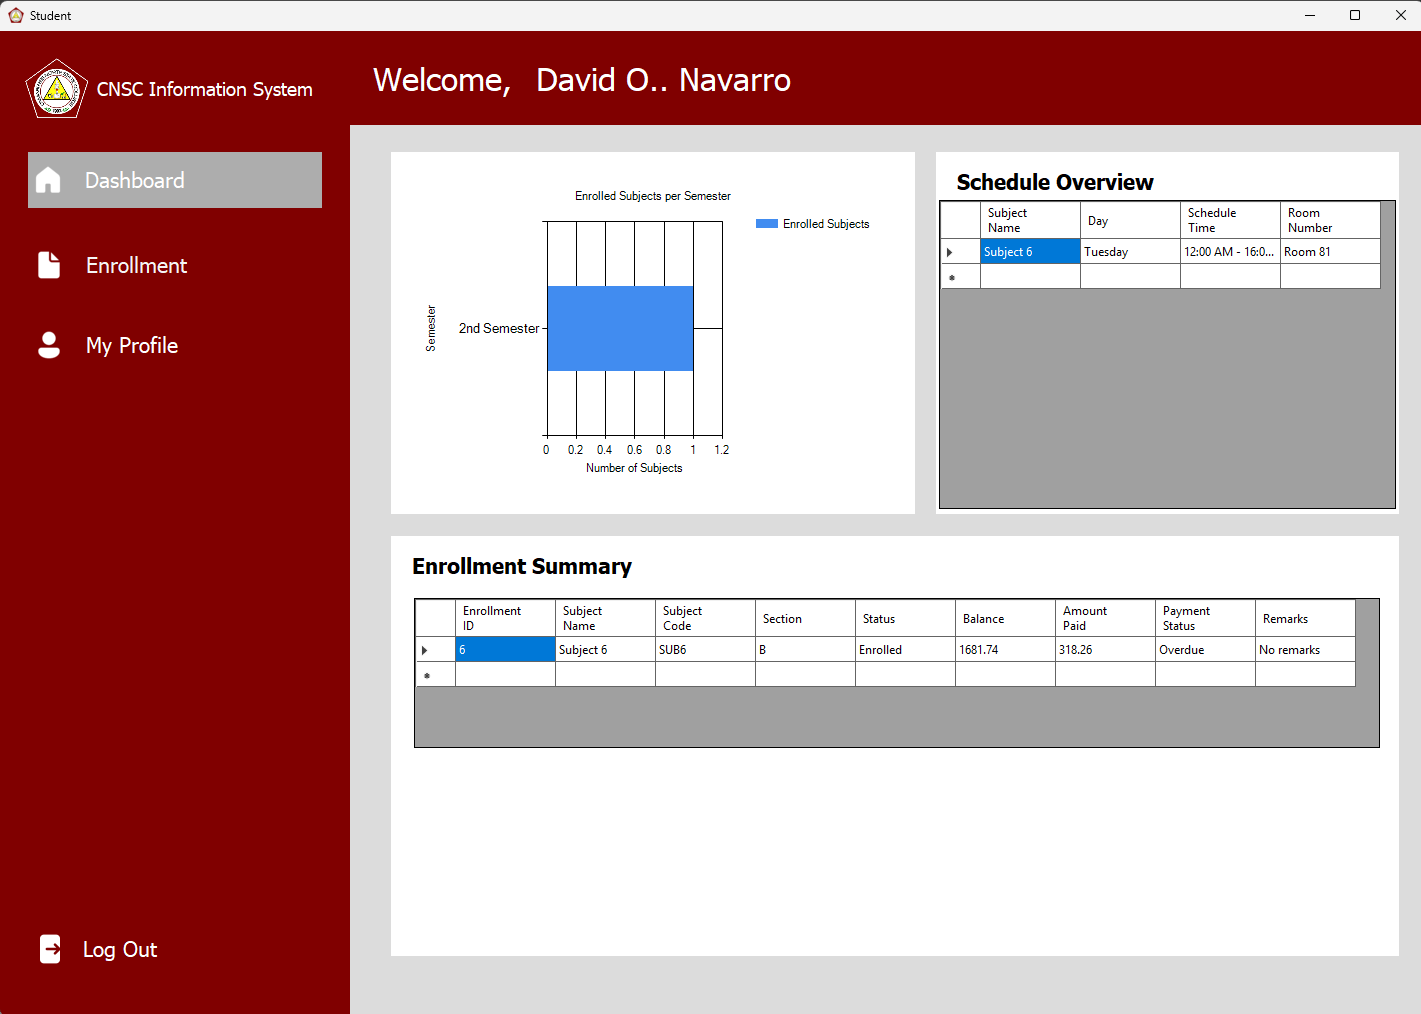 Student
CNSC Information System
Welcome, David O.. Navarro
Dashboard
Enrollment
My Profile
Log Out
Enrolled Subjects per Semester
Enrolled Subjects
Semester
2nd Semester
0 0.2 0.4 0.6 0.8 1 1.2
Number of Subjects
Schedule Overview
Subject Name Day Schedule Time Room Number
Subject 6 Tuesday 12:00 AM - 16:0... Room 81
Enrollment Summary
Enrollment ID Subject Name Subject Code Section Status Balance Amount Paid Payment Status Remarks
6 Subject 6 SUB6 B Enrolled 1681.74 318.26 Overdue No remarks